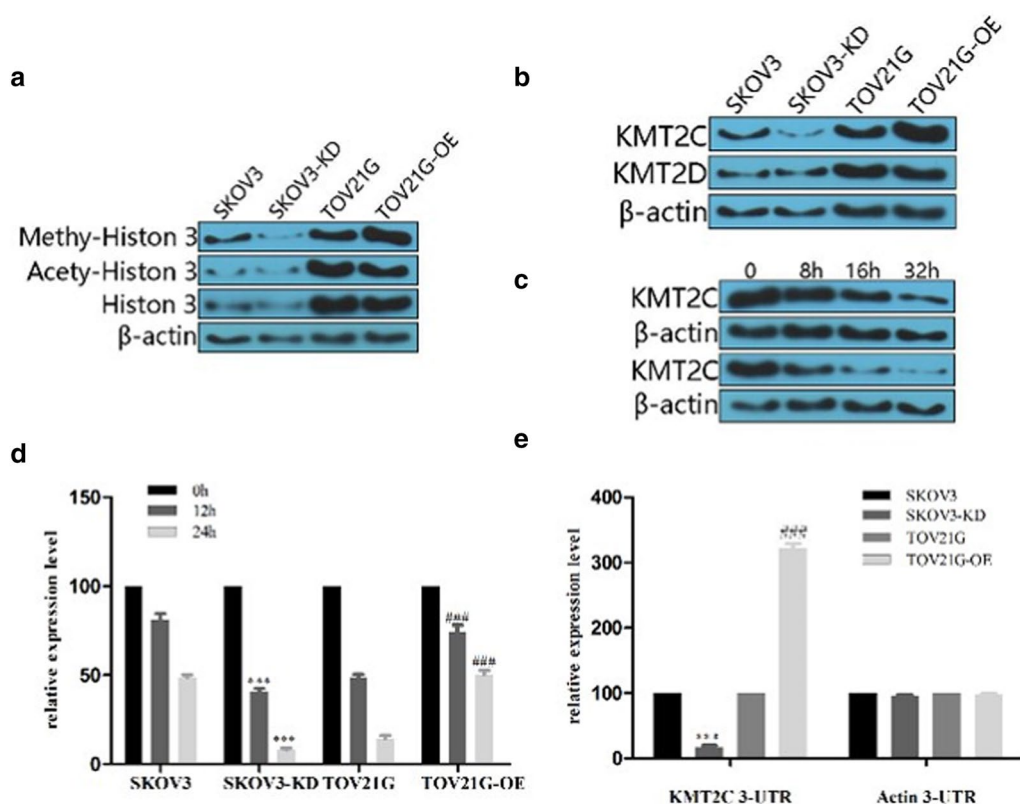 a
SKOV3 SKOV3-KD TOV21G TOV21G-OE
Methy-Histon 3
Acety-Histon 3
Histon 3
β-actin
b
SKOV3 SKOV3-KD TOV21G TOV21G-OE
KMT2C
KMT2D
β-actin
c
0 8h 16h 32h
KMT2C
β-actin
KMT2C
β-actin
d
0h
12h
24h
relative expression level
150
100
50
0
***
***
###
###
SKOV3 SKOV3-KD TOV21G TOV21G-OE
e
SKOV3
SKOV3-KD
TOV21G
TOV21G-OE
relative expression level
400
300
200
100
0
***
###
KMT2C 3-UTR Actin 3-UTR